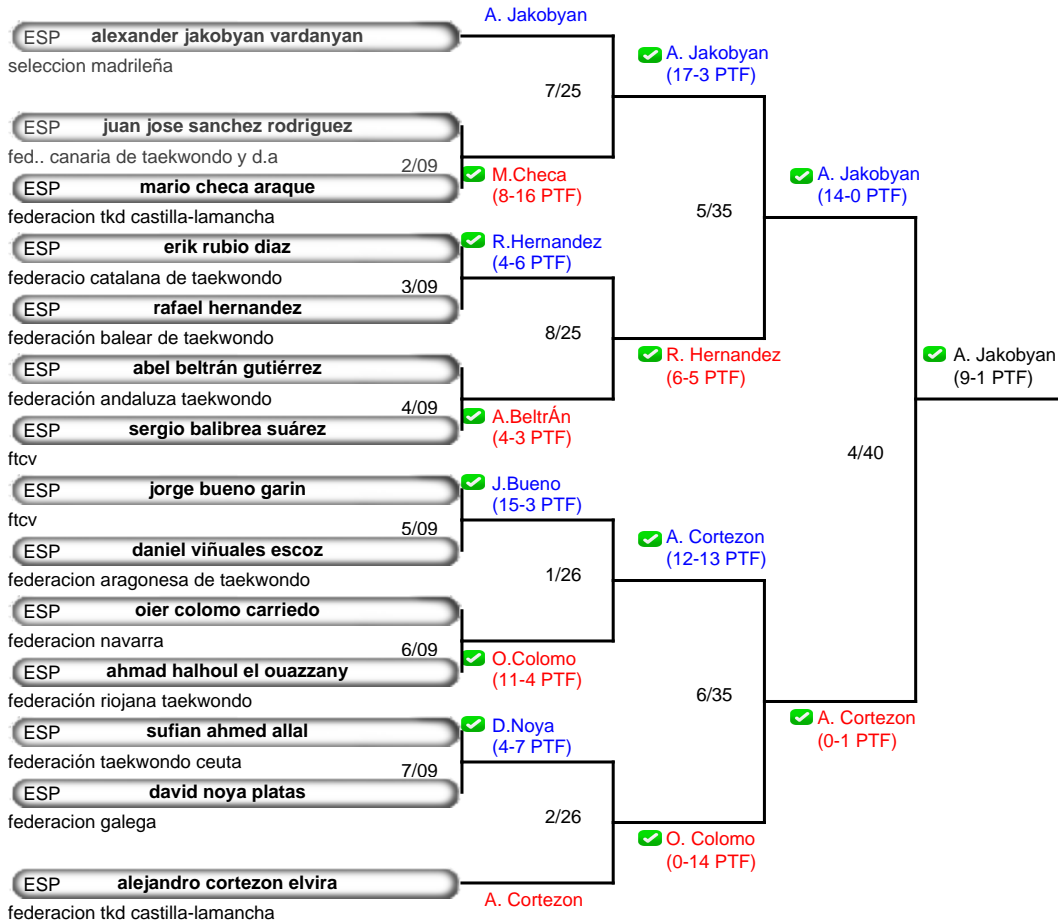 A. Jakobyan
ESP alexander jakobyan vardanyan
seleccion madrileña
A. Jakobyan
(17-3 PTF)
7/25
ESP juan jose sanchez rodriguez
fed.. canaria de taekwondo y d.a
2/09
ESP mario checa araque
M.Checa
(8-16 PTF)
federacion tkd castilla-lamancha
A. Jakobyan
(14-0 PTF)
5/35
ESP erik rubio diaz
R.Hernandez
(4-6 PTF)
federacio catalana de taekwondo
3/09
ESP rafael hernandez
federación balear de taekwondo
8/25
R. Hernandez
(6-5 PTF)
A. Jakobyan
(9-1 PTF)
ESP abel beltrán gutiérrez
federación andaluza taekwondo
4/09
ESP sergio balibrea suárez
A.BeltrÁn
(4-3 PTF)
ftcv
4/40
ESP jorge bueno garin
J.Bueno
(15-3 PTF)
ftcv
5/09
ESP daniel viñuales escoz
A. Cortezon
(12-13 PTF)
federacion aragonesa de taekwondo
1/26
ESP oier colomo carriedo
federacion navarra
6/09
ESP ahmad halhoul el ouazzany
O.Colomo
(11-4 PTF)
federación riojana taekwondo
6/35
A. Cortezon
(0-1 PTF)
ESP sufian ahmed allal
D.Noya
(4-7 PTF)
federación taekwondo ceuta
7/09
ESP david noya platas
federacion galega
2/26
O. Colomo
(0-14 PTF)
ESP alejandro cortezon elvira
A. Cortezon
federacion tkd castilla-lamancha